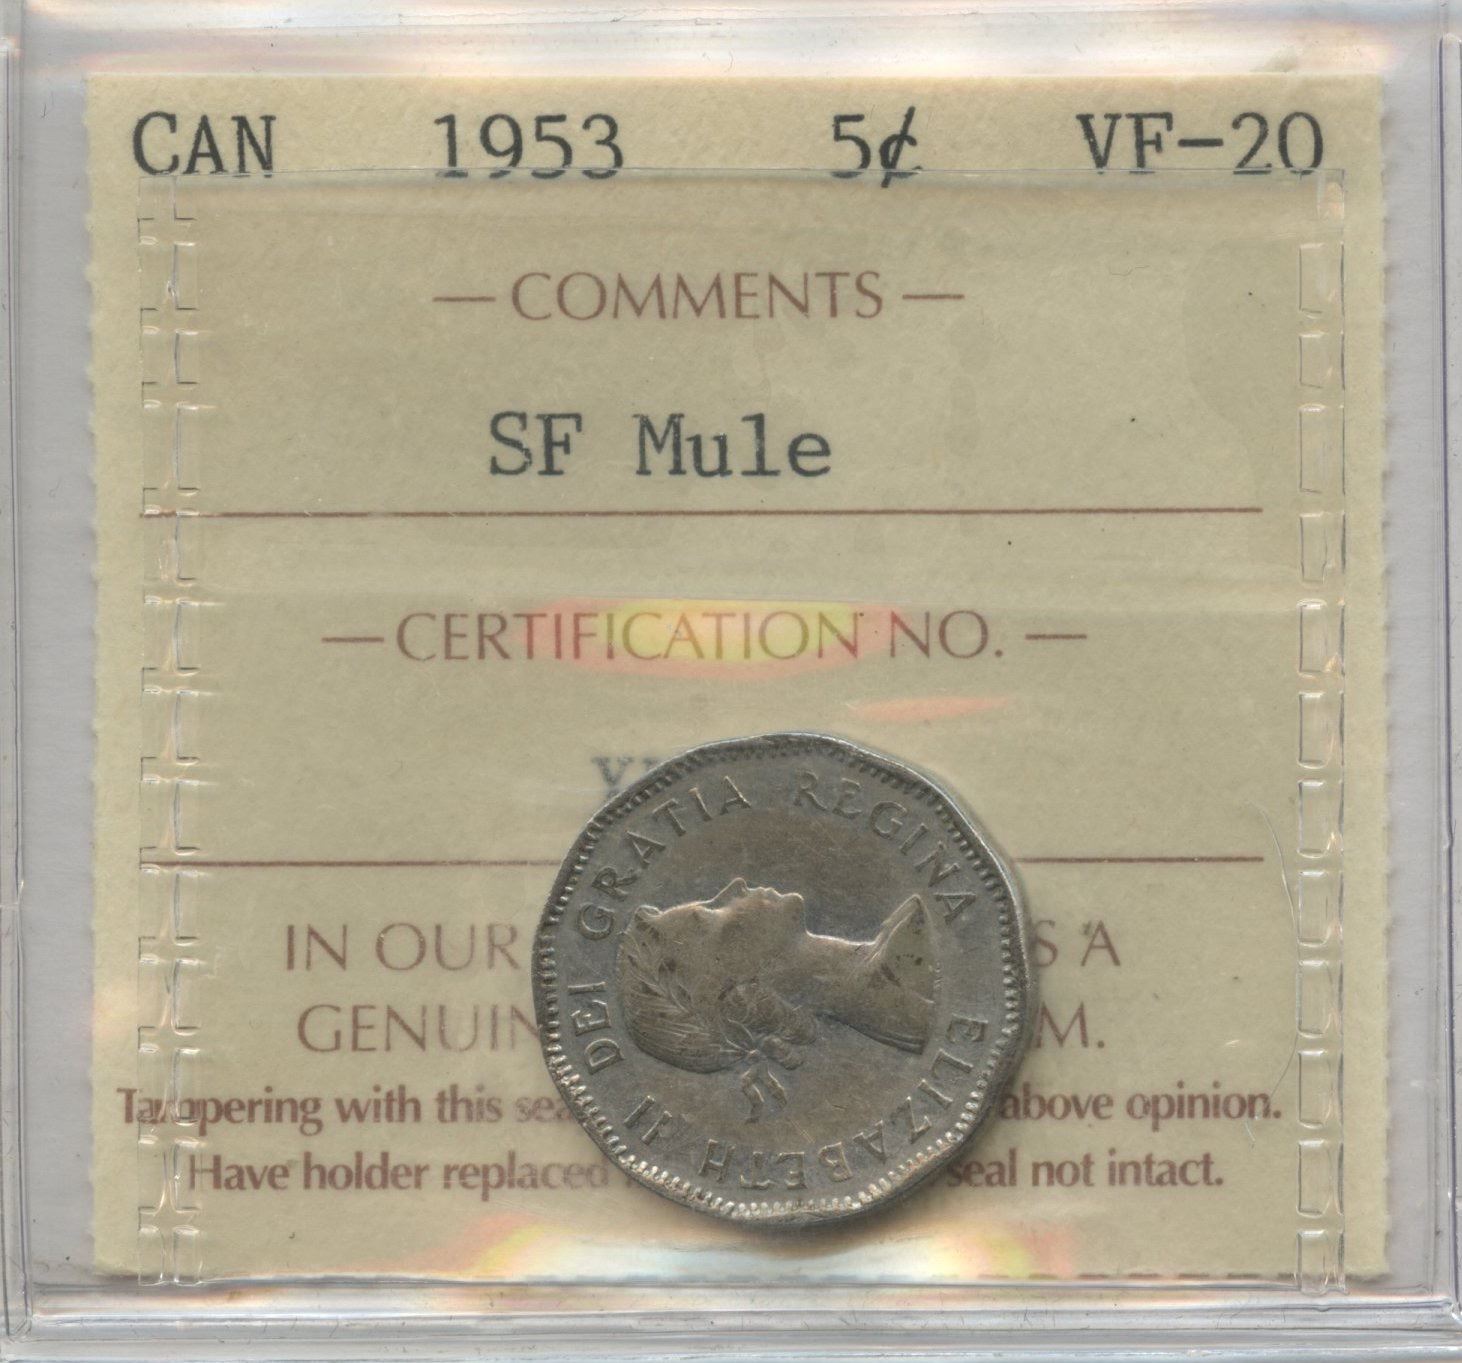 CAN 1953 5¢ VF-20
— COMMENTS —
SF Mule
— CERTIFICATION NO. —
IN OUR S A
GENUIN M.
Tampering with this sea above opinion.
Have holder replaced seal not intact.
ELIZABETH II DEI GRATIA REGINA